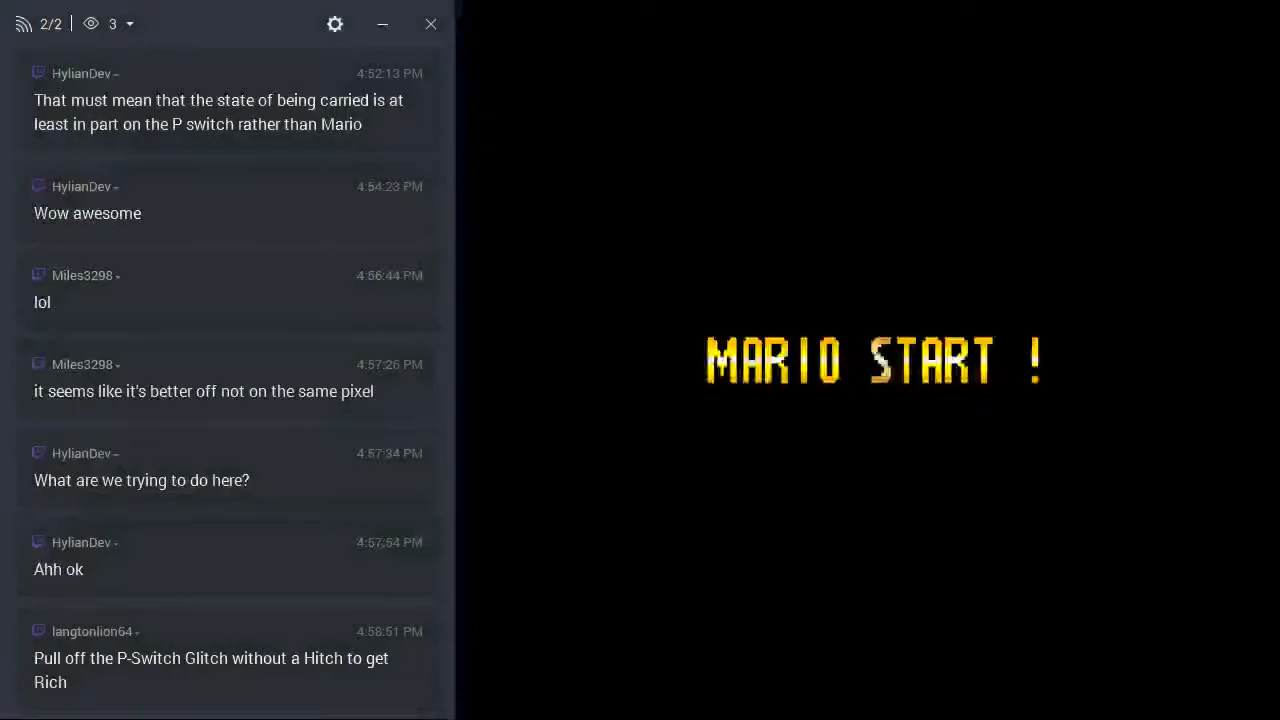 2/2 | 3
HylianDev
4:52:13 PM
That must mean that the state of being carried is at
least in part on the P switch rather than Mario
HylianDev
4:54:23 PM
Wow awesome
Miles3298
4:56:44 PM
lol
Miles3298
4:57:26 PM
it seems like it's better off not on the same pixel
HylianDev
4:57:34 PM
What are we trying to do here?
HylianDev
4:57:54 PM
Ahh ok
langtonlion64
4:58:51 PM
Pull off the P-Switch Glitch without a Hitch to get
Rich
MARIO START !